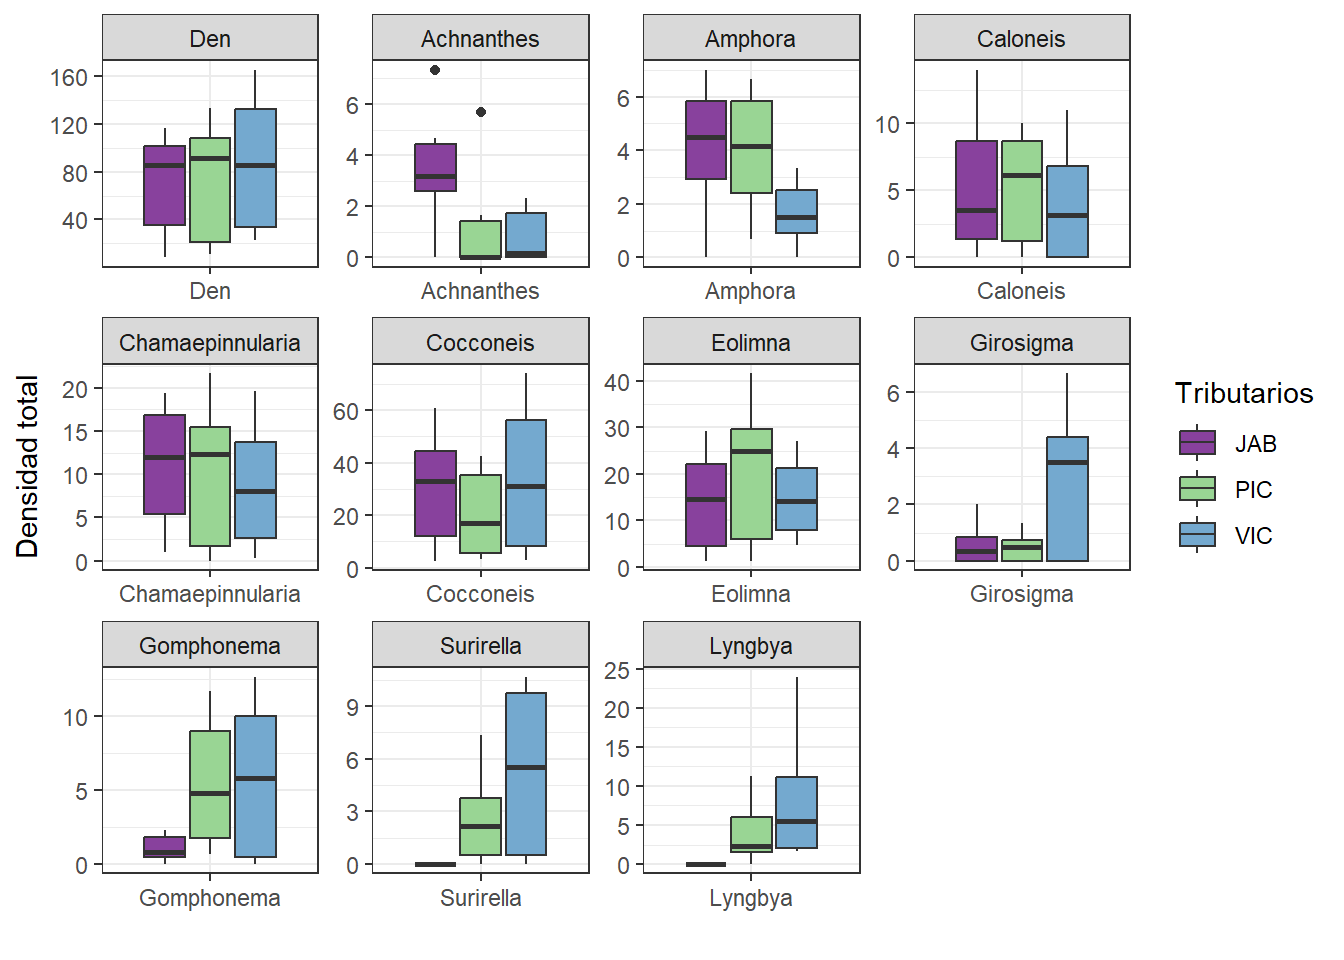 Den
Achnanthes
Amphora
Caloneis
160
120
80
40
6
4
2
0
6
4
2
0
10
5
0
Den
Achnanthes
Amphora
Caloneis
Chamaepinnularia
Cocconeis
Eolimna
Girosigma
20
15
10
5
0
60
40
20
0
40
30
20
10
0
6
4
2
0
Chamaepinnularia
Cocconeis
Eolimna
Girosigma
Gomphonema
Surirella
Lyngbya
10
5
0
9
6
3
0
25
20
15
10
5
0
Gomphonema
Surirella
Lyngbya
Densidad total
Tributarios
JAB
PIC
VIC